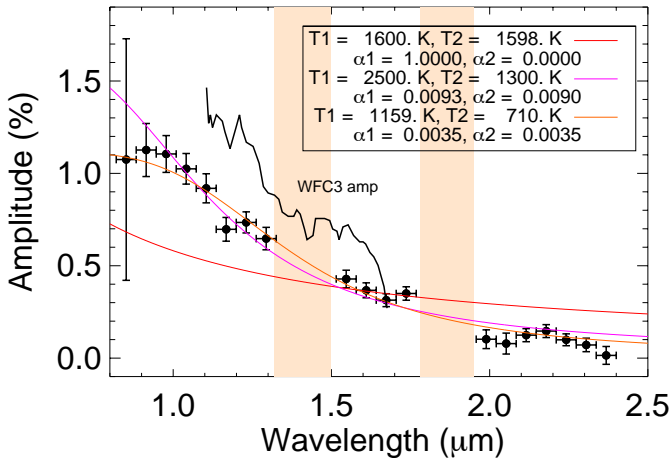 T1 = 1600. K, T2 = 1598. K
α1 = 1.0000, α2 = 0.0000
T1 = 2500. K, T2 = 1300. K
α1 = 0.0093, α2 = 0.0090
T1 = 1159. K, T2 = 710. K
α1 = 0.0035, α2 = 0.0035
WFC3 amp
Amplitude (%)
1.5
1.0
0.5
0.0
1.0 1.5 2.0 2.5
Wavelength (μm)